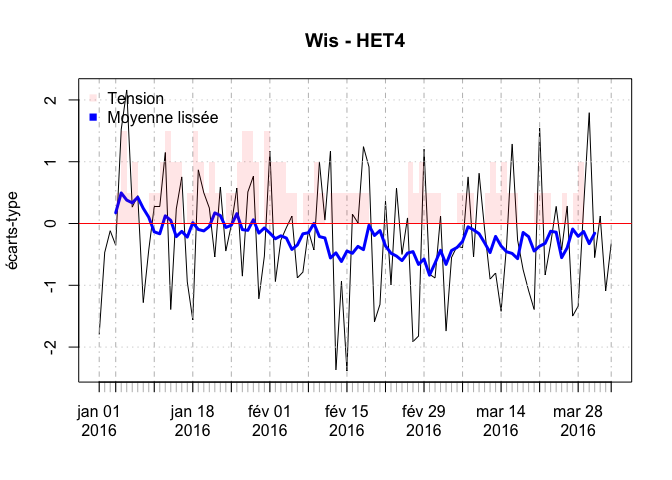 Wis - HET4
Tension
Moyenne lissée
écarts-type
2
1
0
-1
-2
jan 01 jan 18 fév 01 fév 15 fév 29 mar 14 mar 28
2016 2016 2016 2016 2016 2016 2016